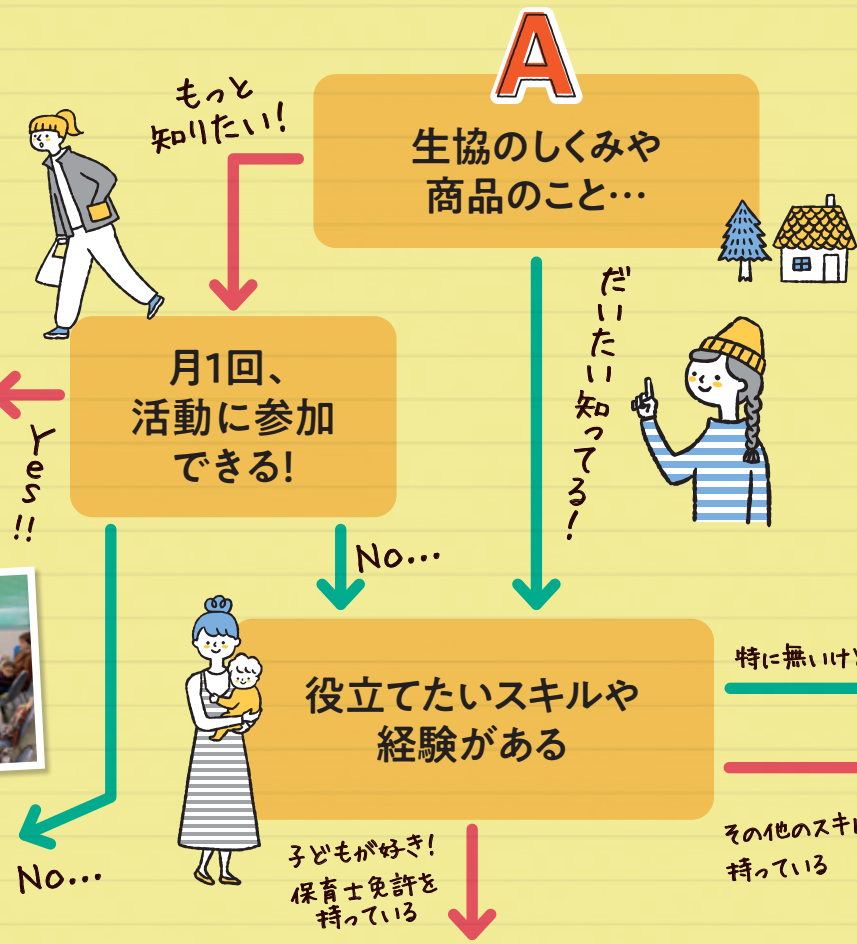 A
生協のしくみや
商品のこと…
もっと
知りたい!
だいたい知ってる!
月1回、
活動に参加
できる!
Yes!!
No…
役立てたいスキルや
経験がある
特に無いけ
その他のスキ
持っている
子どもが好き!
保育士免許を
持っている
No…